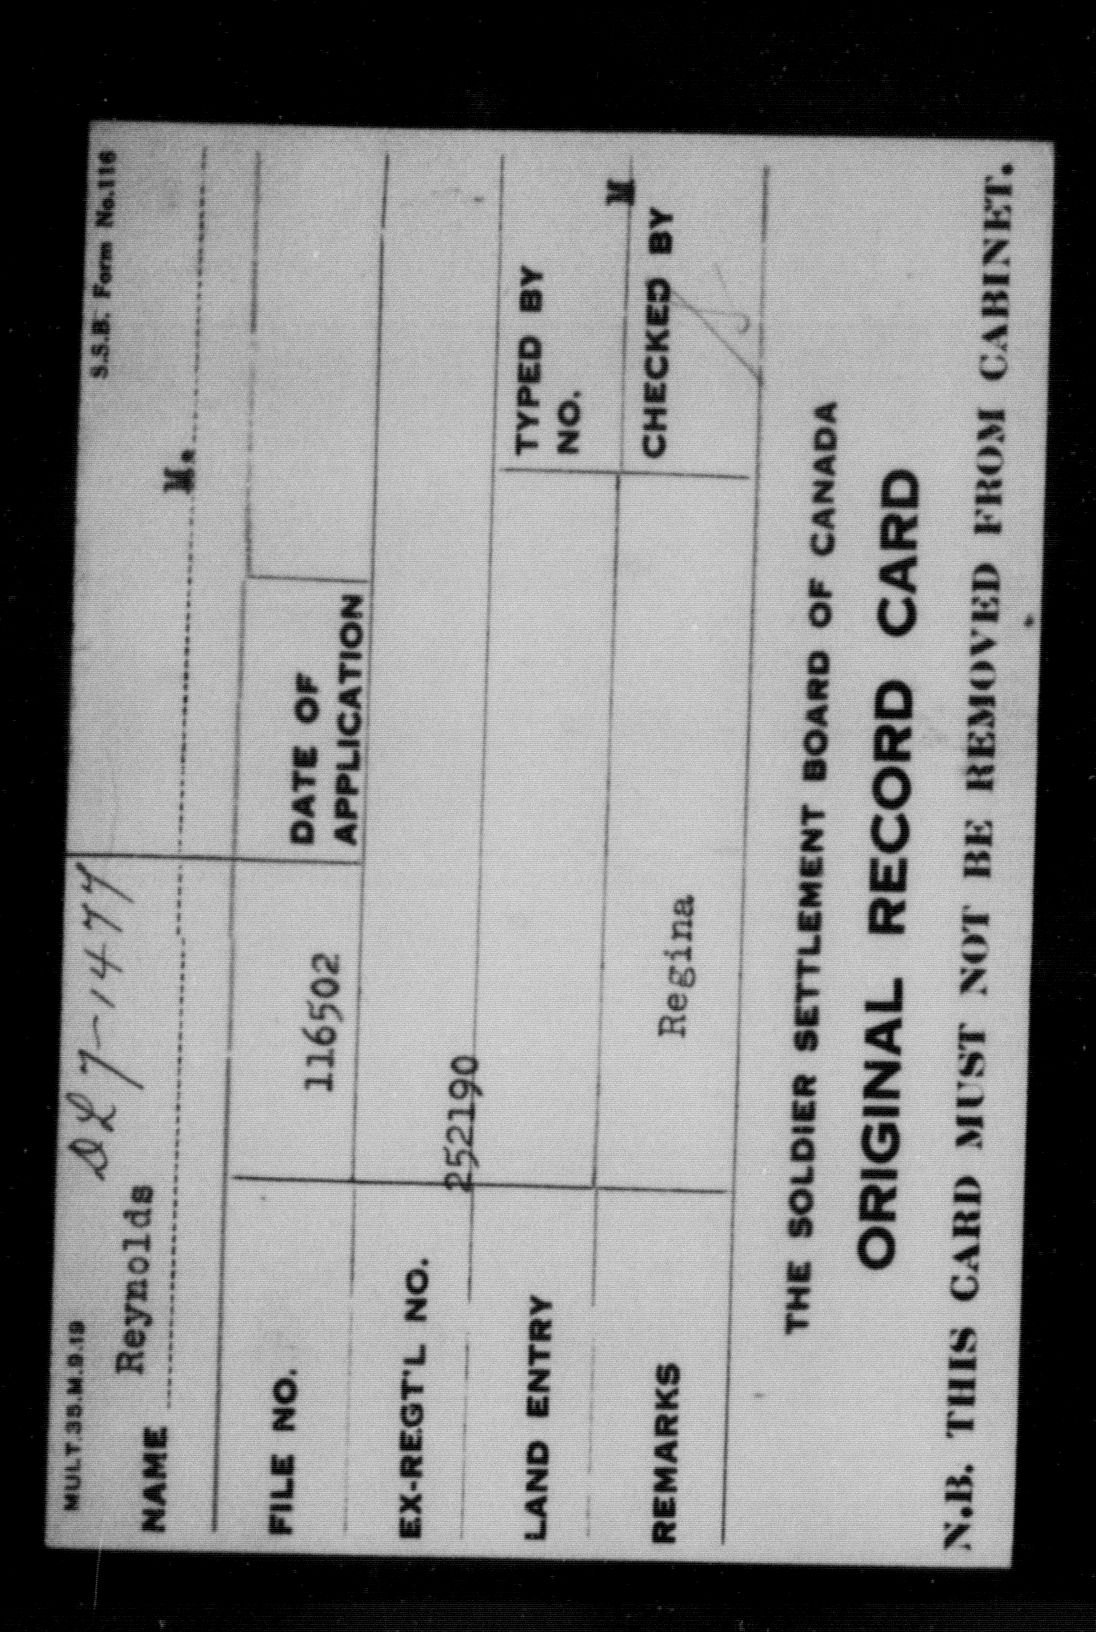 MULT.35.M.9.19
S.S.B. Form No.116
DL 7-1477
NAME Reynolds M.
FILE NO. 116502 DATE OF
APPLICATION
EX-REGT'L NO. 252190
LAND ENTRY TYPED BY
NO. M
REMARKS Regina CHECKED BY
THE SOLDIER SETTLEMENT BOARD OF CANADA
ORIGINAL RECORD CARD
N.B. THIS CARD MUST NOT BE REMOVED FROM CABINET.